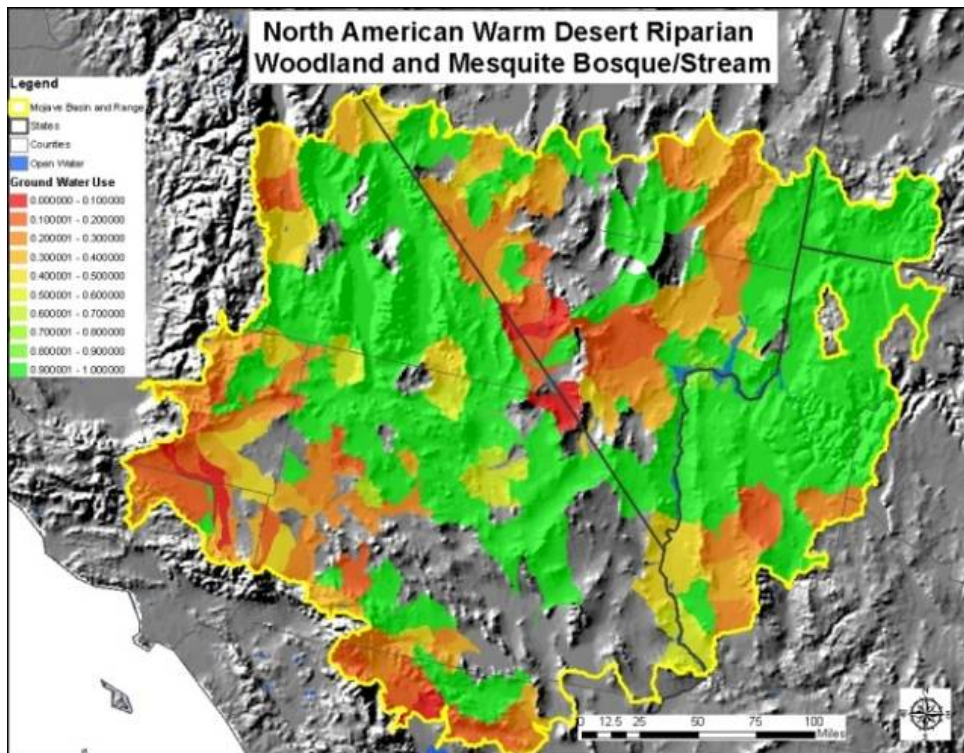 North American Warm Desert Riparian
Woodland and Mesquite Bosque/Stream
Legend
Mojave Basin and Range
States
Counties
Open Water
Ground Water Use
0.000000 - 0.100000
0.100001 - 0.200000
0.200001 - 0.300000
0.300001 - 0.400000
0.400001 - 0.500000
0.500001 - 0.600000
0.600001 - 0.700000
0.700001 - 0.800000
0.800001 - 0.900000
0.900001 - 1.000000
N
0 12.5 25 50 75 100
Miles